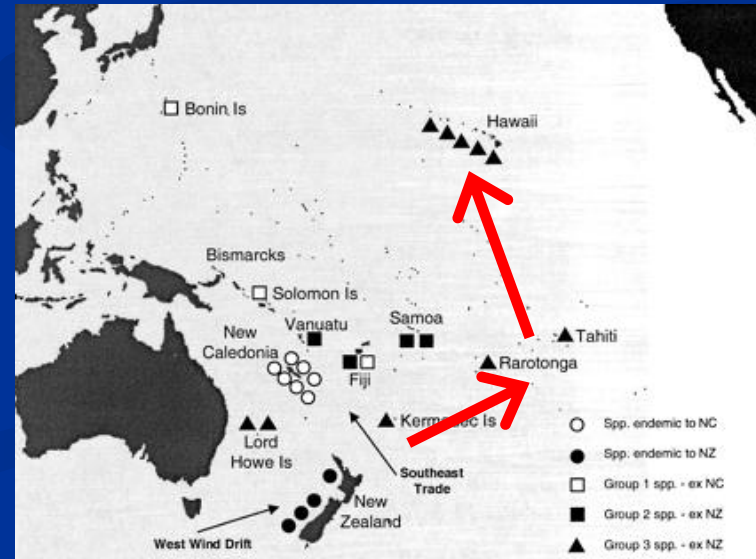 Bonin Is
Hawaii
Bismarcks
Solomon Is
New
Caledonia
Vanuatu
Samoa
Tahiti
Fiji
Rarotonga
Kermadec Is
Lord
Howe Is
Southeast
Trade
New
Zealand
West Wind Drift
Spp. endemic to NC
Spp. endemic to NZ
Group 1 spp. - ex NC
Group 2 spp. - ex NZ
Group 3 spp. - ex NZ